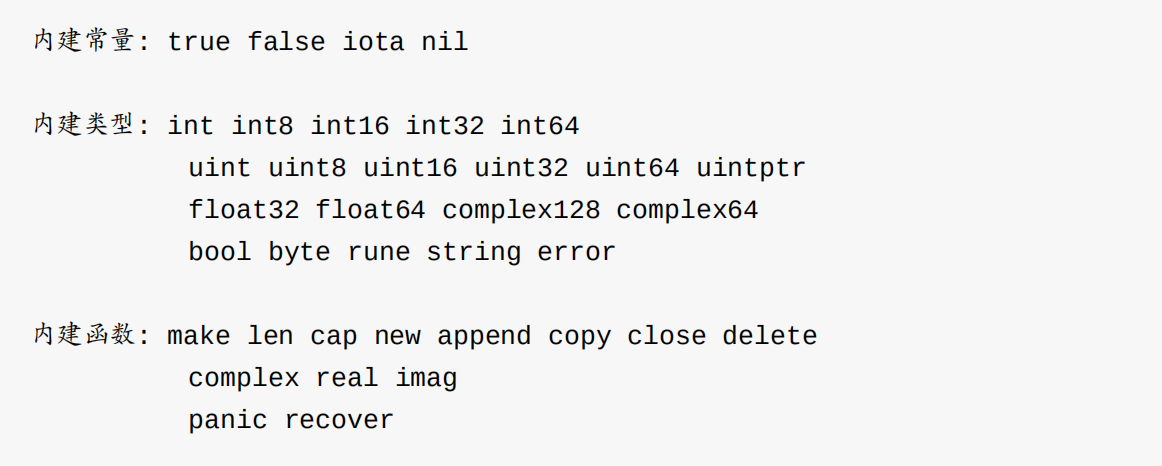 内建常量: true false iota nil
内建类型: int int8 int16 int32 int64
uint uint8 uint16 uint32 uint64 uintptr
float32 float64 complex128 complex64
bool byte rune string error
内建函数: make len cap new append copy close delete
complex real imag
panic recover